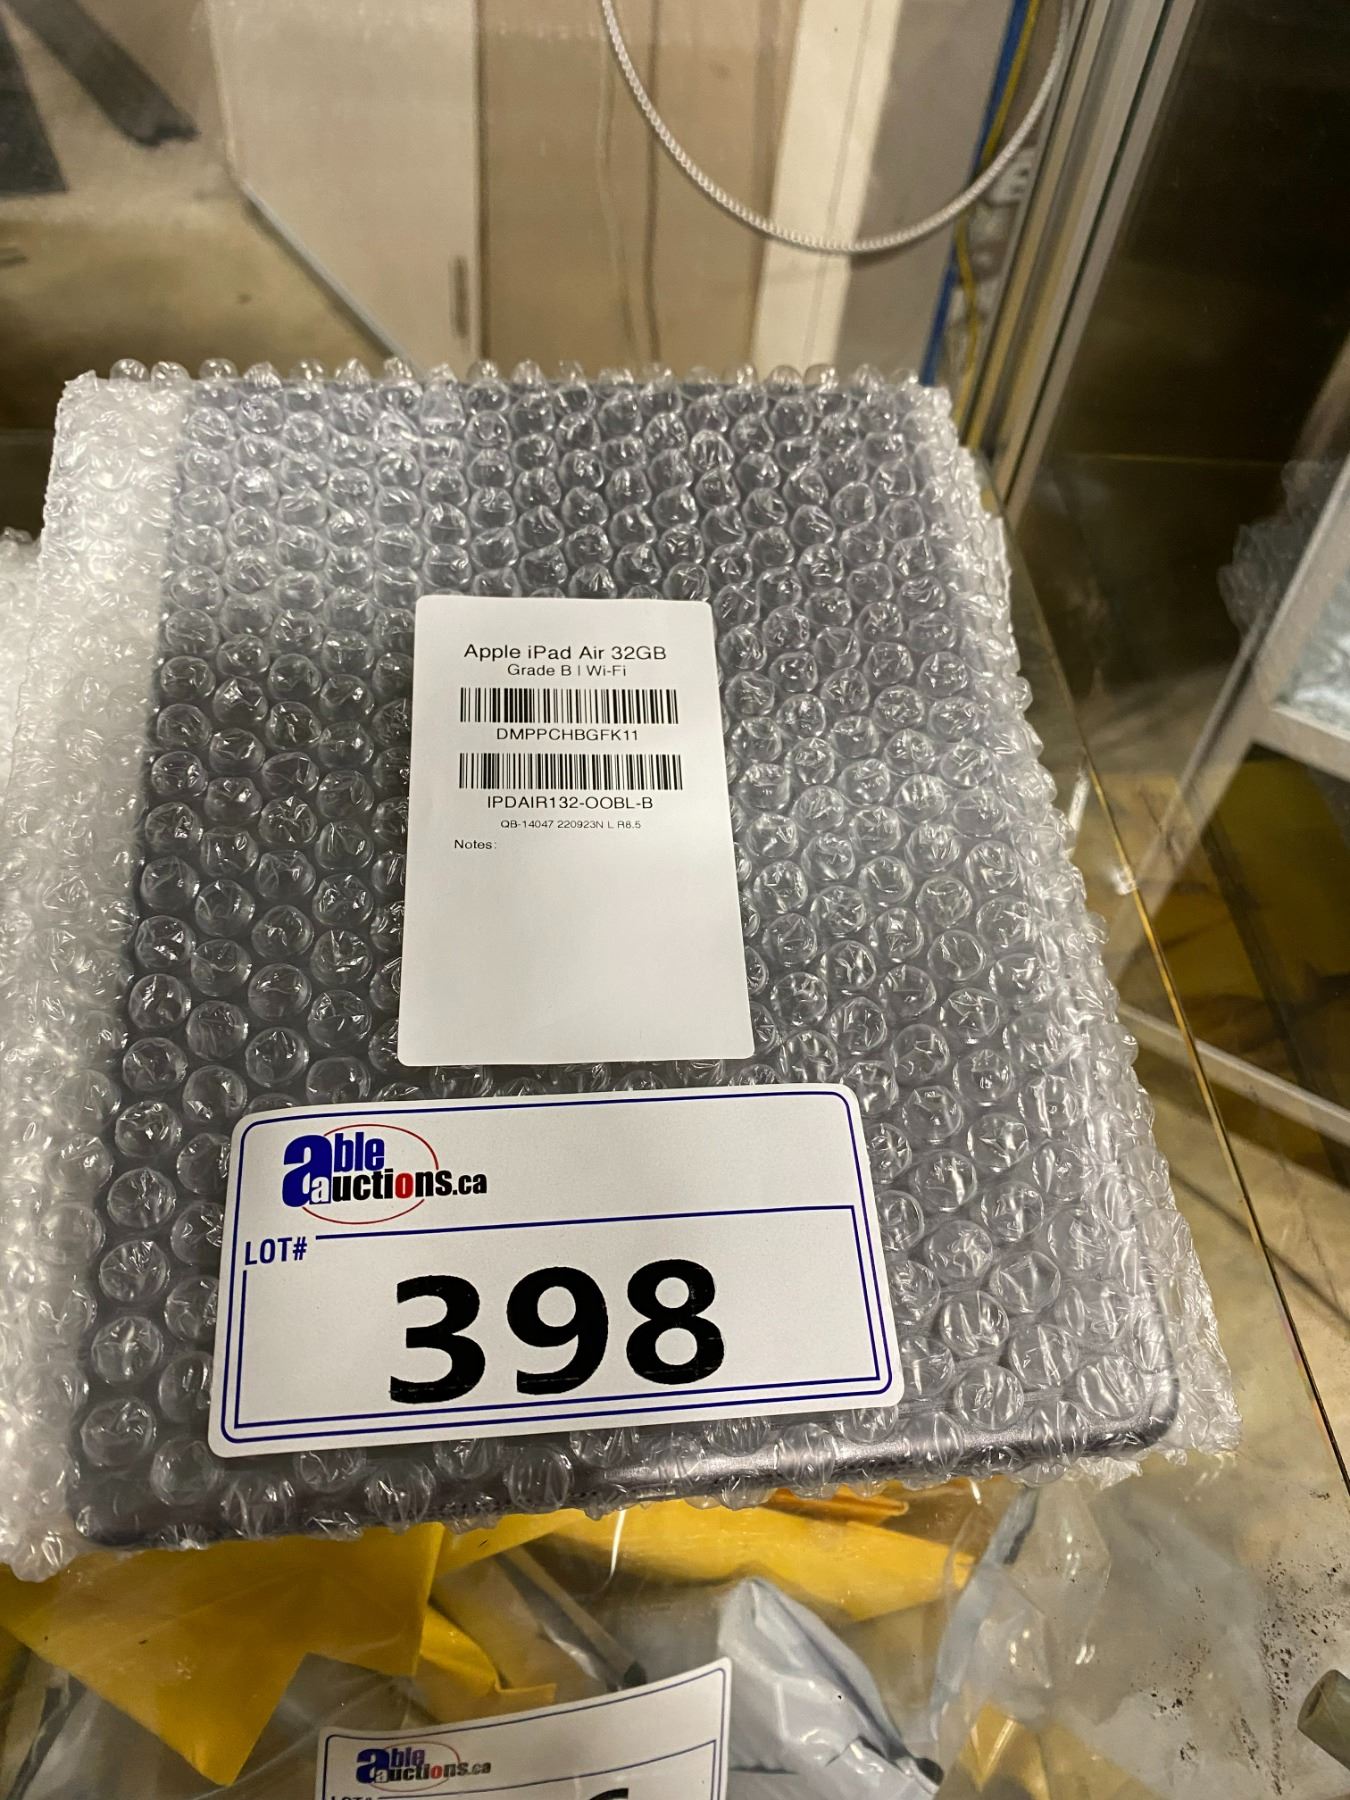 Apple iPad Air 32GB
Grade B | Wi-Fi
DMPPCHBGFK11
IPDAIR132-OOBL-B
QB-14047 220923N L R8.5
Notes:
able
auctions.ca
LOT#
398
able
auctions.ca
LOT#